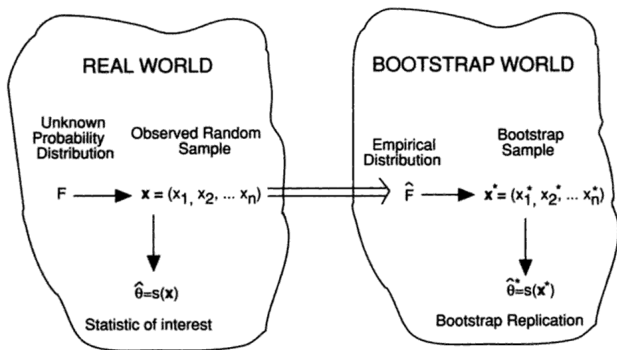 REAL WORLD
Unknown
Probability
Distribution
Observed Random
Sample
F
x = (x₁, x₂, ... xₙ)
θ̂=s(x)
Statistic of interest
BOOTSTRAP WORLD
Empirical
Distribution
Bootstrap
Sample
F̂
x*= (x₁*, x₂*, ... xₙ*)
θ̂*=s(x*)
Bootstrap Replication